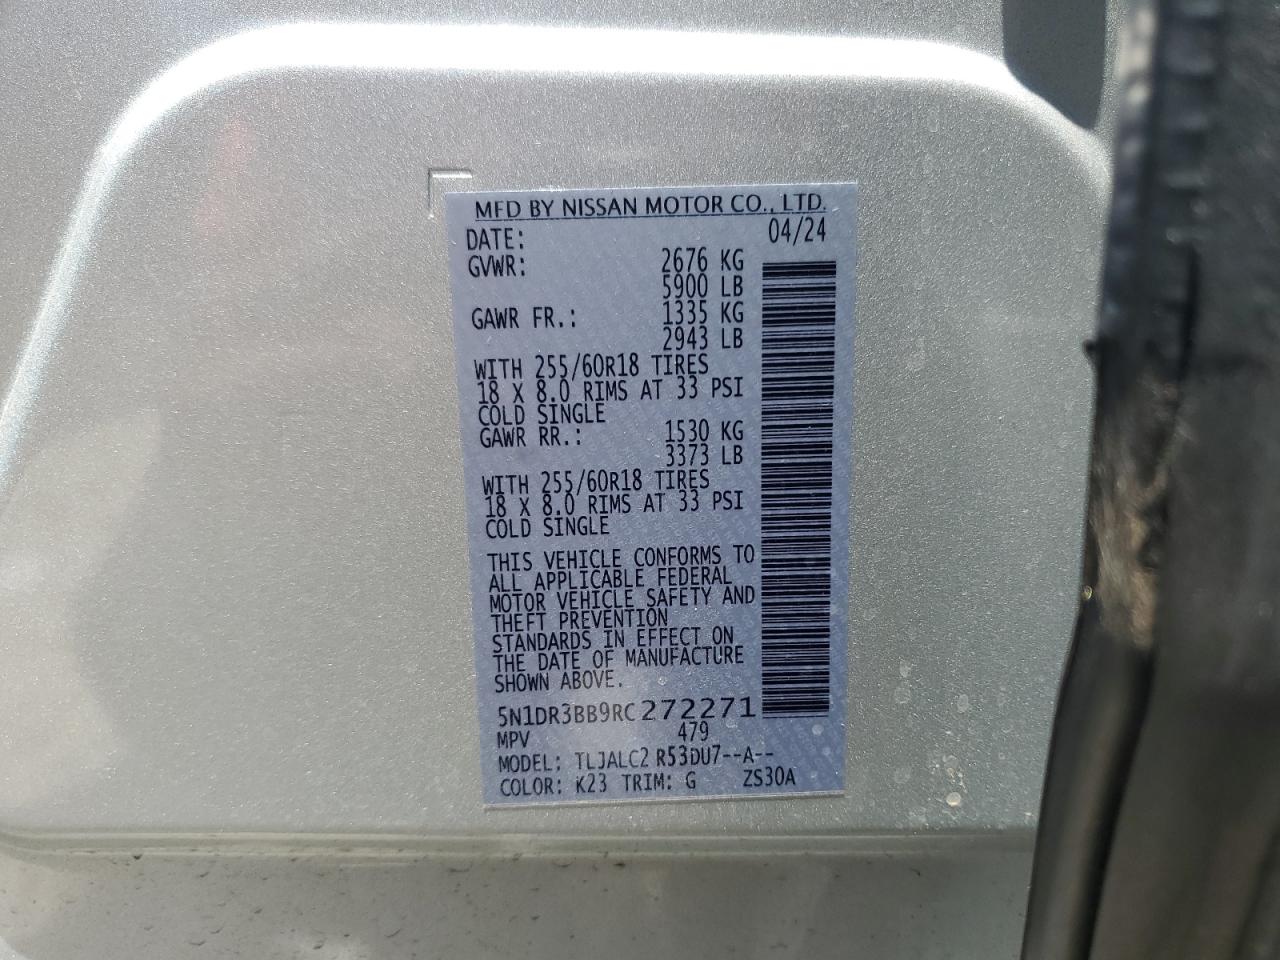 MFD BY NISSAN MOTOR CO., LTD.
DATE: 04/24
GVWR: 2676 KG
5900 LB
GAWR FR.: 1335 KG
2943 LB
WITH 255/60R18 TIRES
18 X 8.0 RIMS AT 33 PSI
COLD SINGLE
GAWR RR.: 1530 KG
3373 LB
WITH 255/60R18 TIRES
18 X 8.0 RIMS AT 33 PSI
COLD SINGLE
THIS VEHICLE CONFORMS TO
ALL APPLICABLE FEDERAL
MOTOR VEHICLE SAFETY AND
THEFT PREVENTION
STANDARDS IN EFFECT ON
THE DATE OF MANUFACTURE
SHOWN ABOVE.
5N1DR3BB9RC272271
MPV 479
MODEL: TLJALC2 R53DU7--A--
COLOR: K23 TRIM: G ZS30A